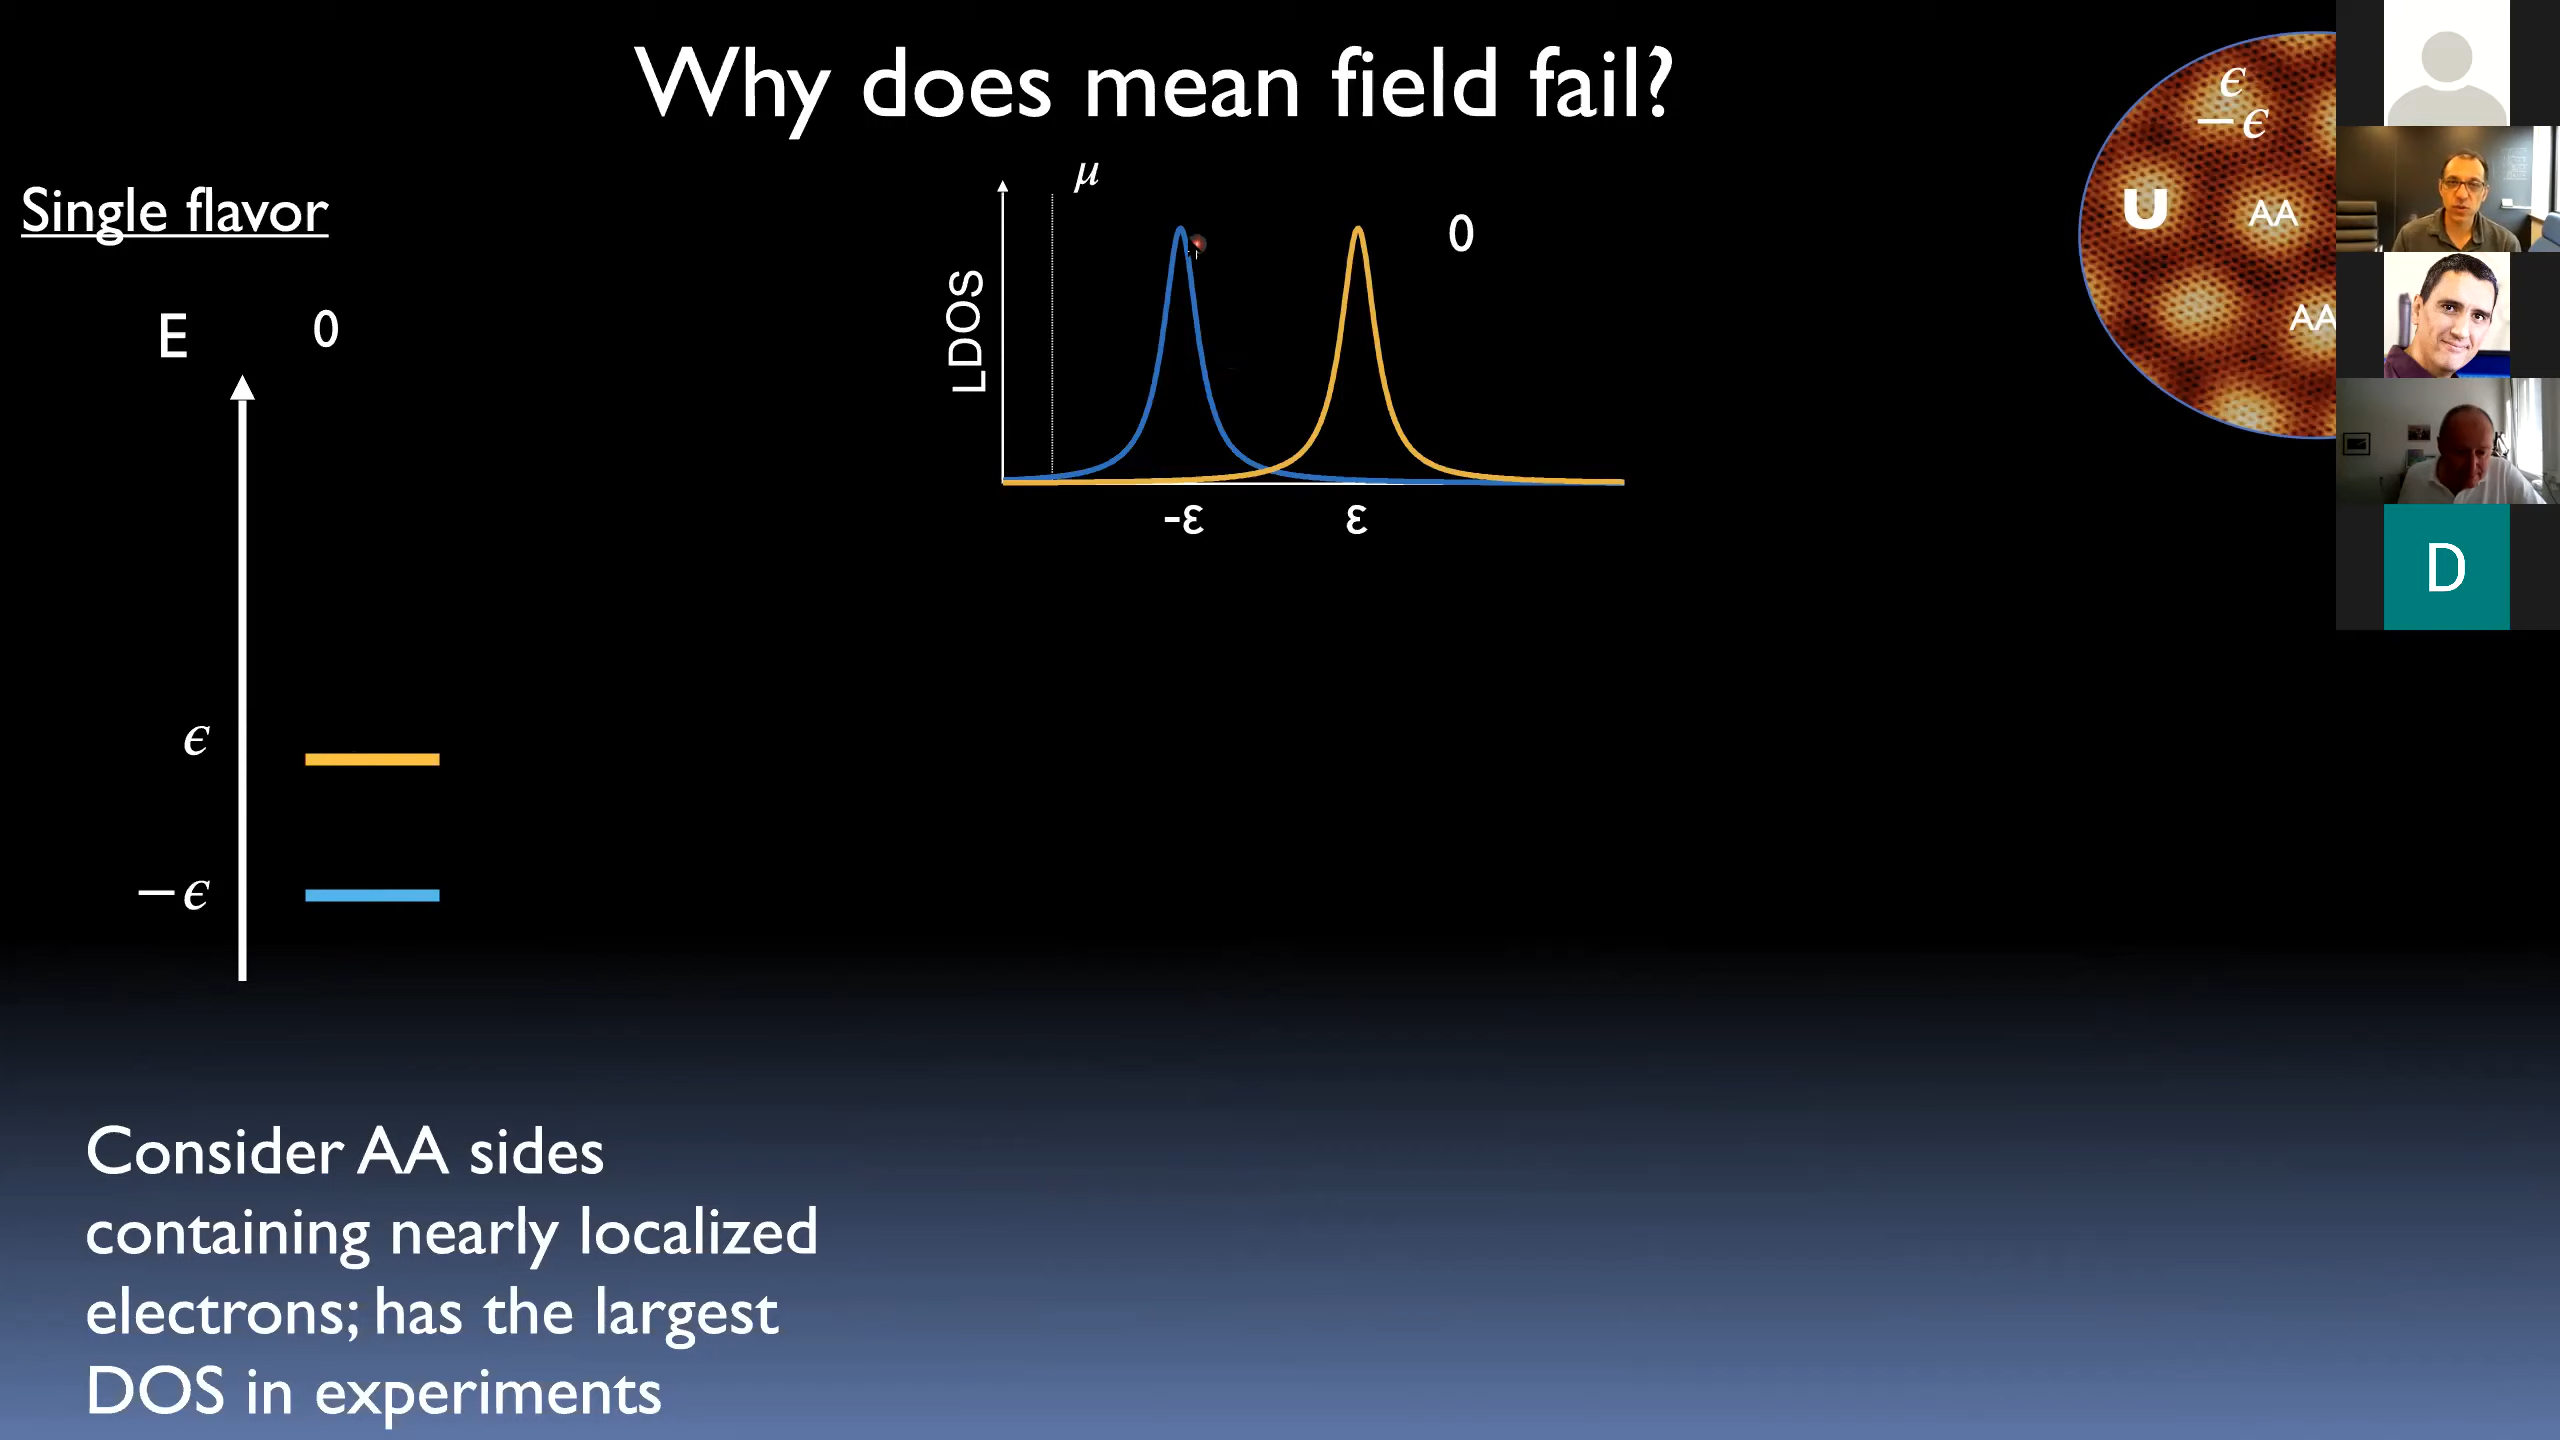 Why does mean field fail?
Single flavor
E
0
ϵ
−ϵ
μ
LDOS
0
-ε
ε
ϵ
−ϵ
U
AA
AA
D
Consider AA sides
containing nearly localized
electrons; has the largest
DOS in experiments